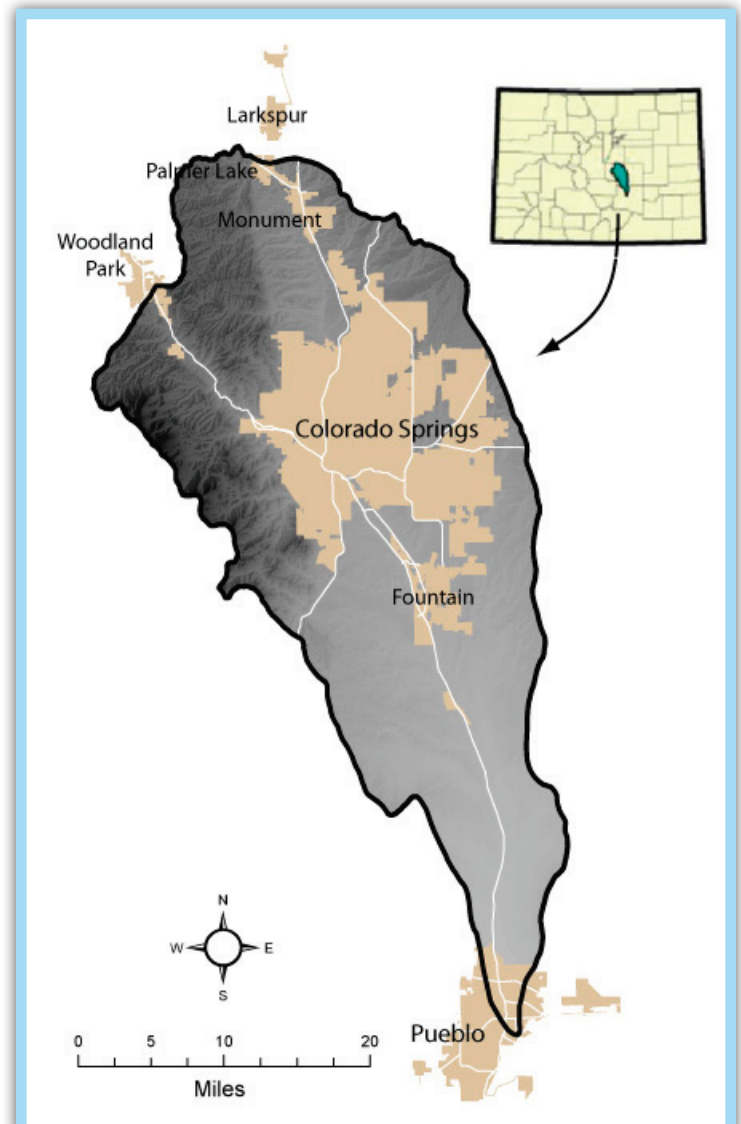 Larkspur
Palmer Lake
Monument
Woodland
Park
Colorado Springs
Fountain
N
W E
S
Pueblo
0 5 10 20
Miles